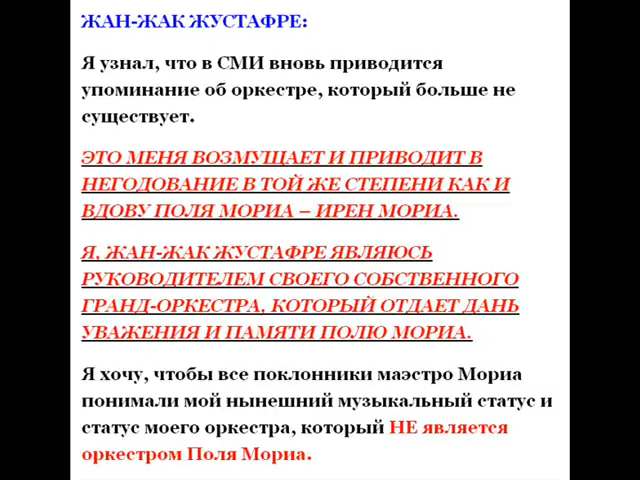 ЖАН-ЖАК ЖУСТАФРЕ:
Я узнал, что в СМИ вновь приводится
упоминание об оркестре, который больше не
существует.
ЭТО МЕНЯ ВОЗМУЩАЕТ И ПРИВОДИТ В
НЕГОДОВАНИЕ В ТОЙ ЖЕ СТЕПЕНИ КАК И
ВДОВУ ПОЛЯ МОРИА – ИРЕН МОРИА.
Я, ЖАН-ЖАК ЖУСТАФРЕ ЯВЛЯЮСЬ
РУКОВОДИТЕЛЕМ СВОЕГО СОБСТВЕННОГО
ГРАНД-ОРКЕСТРА, КОТОРЫЙ ОТДАЕТ ДАНЬ
УВАЖЕНИЯ И ПАМЯТИ ПОЛЮ МОРИА.
Я хочу, чтобы все поклонники маэстро Мориа
понимали мой нынешний музыкальный статус и
статус моего оркестра, который НЕ является
оркестром Поля Мориа.